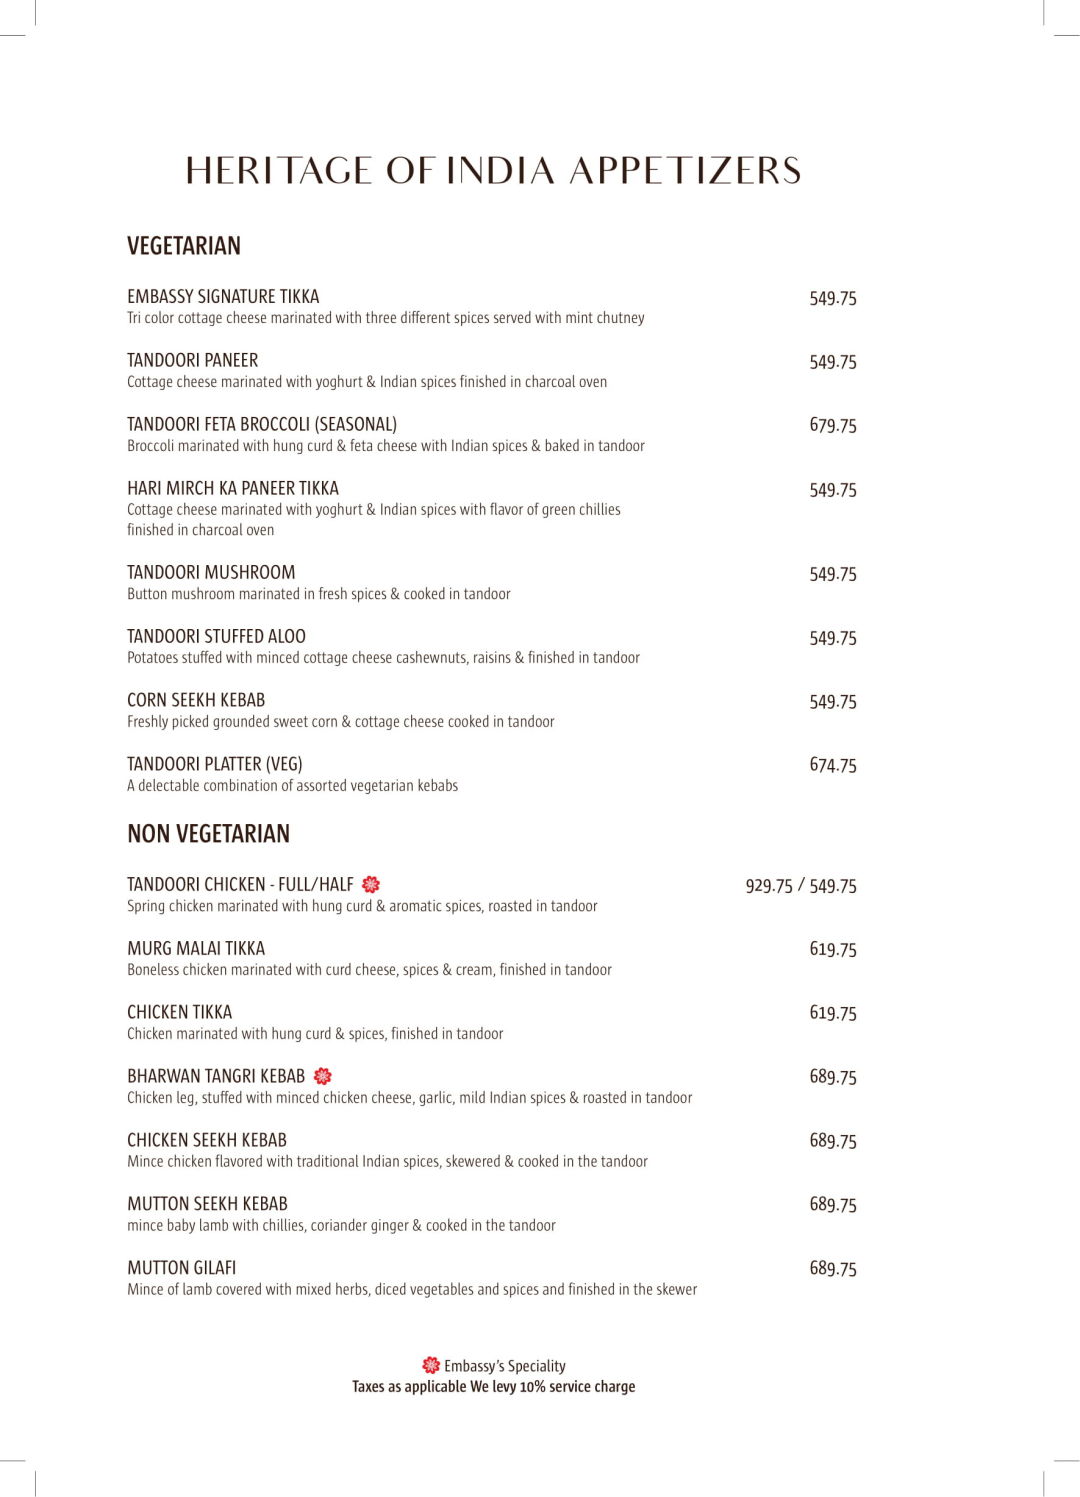 HERITAGE OF INDIA APPETIZERS
VEGETARIAN
EMBASSY SIGNATURE TIKKA 549.75
Tri color cottage cheese marinated with three different spices served with mint chutney
TANDOORI PANEER 549.75
Cottage cheese marinated with yoghurt & Indian spices finished in charcoal oven
TANDOORI FETA BROCCOLI (SEASONAL) 679.75
Broccoli marinated with hung curd & feta cheese with Indian spices & baked in tandoor
HARI MIRCH KA PANEER TIKKA 549.75
Cottage cheese marinated with yoghurt & Indian spices with flavor of green chillies
finished in charcoal oven
TANDOORI MUSHROOM 549.75
Button mushroom marinated in fresh spices & cooked in tandoor
TANDOORI STUFFED ALOO 549.75
Potatoes stuffed with minced cottage cheese cashewnuts, raisins & finished in tandoor
CORN SEEKH KEBAB 549.75
Freshly picked grounded sweet corn & cottage cheese cooked in tandoor
TANDOORI PLATTER (VEG) 674.75
A delectable combination of assorted vegetarian kebabs
NON VEGETARIAN
TANDOORI CHICKEN - FULL/HALF 929.75 / 549.75
Spring chicken marinated with hung curd & aromatic spices, roasted in tandoor
MURG MALAI TIKKA 619.75
Boneless chicken marinated with curd cheese, spices & cream, finished in tandoor
CHICKEN TIKKA 619.75
Chicken marinated with hung curd & spices, finished in tandoor
BHARWAN TANGRI KEBAB 689.75
Chicken leg, stuffed with minced chicken cheese, garlic, mild Indian spices & roasted in tandoor
CHICKEN SEEKH KEBAB 689.75
Mince chicken flavored with traditional Indian spices, skewered & cooked in the tandoor
MUTTON SEEKH KEBAB 689.75
mince baby lamb with chillies, coriander ginger & cooked in the tandoor
MUTTON GILAFI 689.75
Mince of lamb covered with mixed herbs, diced vegetables and spices and finished in the skewer
Embassy's Speciality
Taxes as applicable We levy 10% service charge